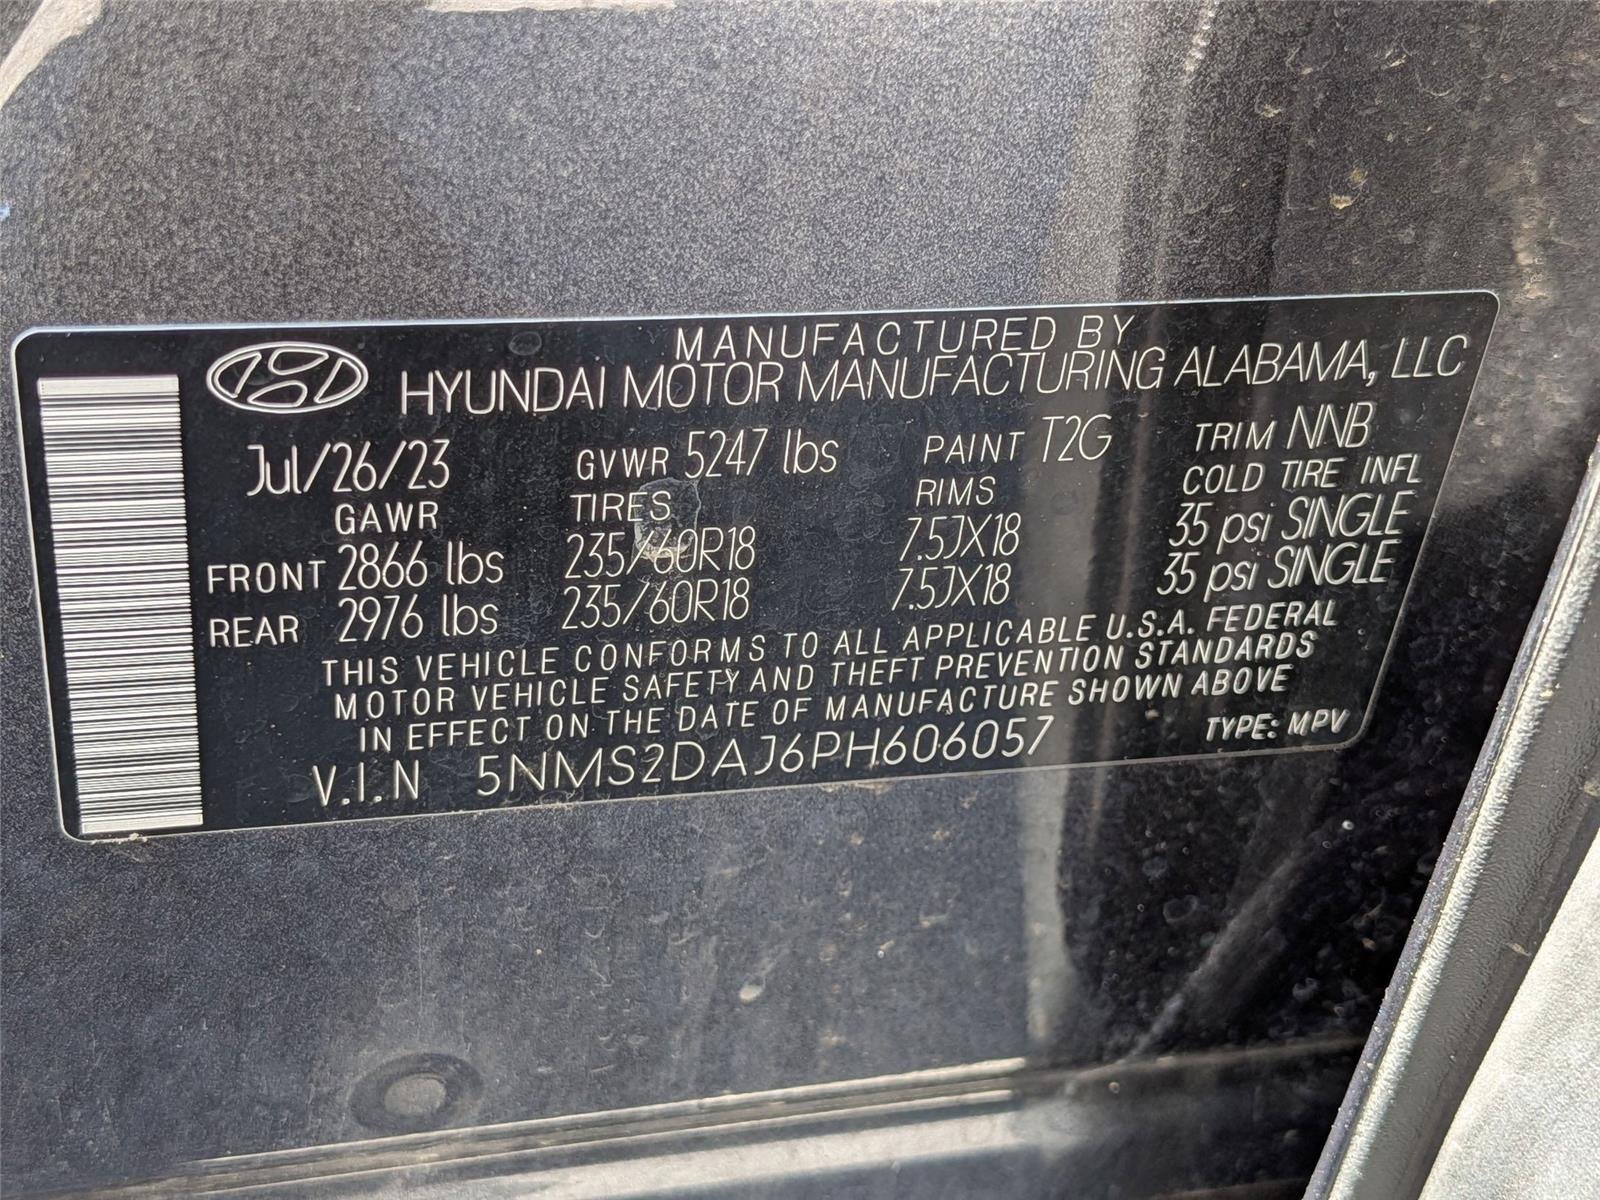 MANUFACTURED BY
HYUNDAI MOTOR MANUFACTURING ALABAMA, LLC
Jul/26/23 GVWR 5247 lbs PAINT T2G TRIM NNB
GAWR TIRES RIMS COLD TIRE INFL
FRONT 2866 lbs 235/60R18 7.5JX18 35 psi SINGLE
REAR 2976 lbs 235/60R18 7.5JX18 35 psi SINGLE
THIS VEHICLE CONFORMS TO ALL APPLICABLE U.S.A. FEDERAL
MOTOR VEHICLE SAFETY AND THEFT PREVENTION STANDARDS
IN EFFECT ON THE DATE OF MANUFACTURE SHOWN ABOVE
V.I.N 5NMS2DAJ6PH606057 TYPE: MPV